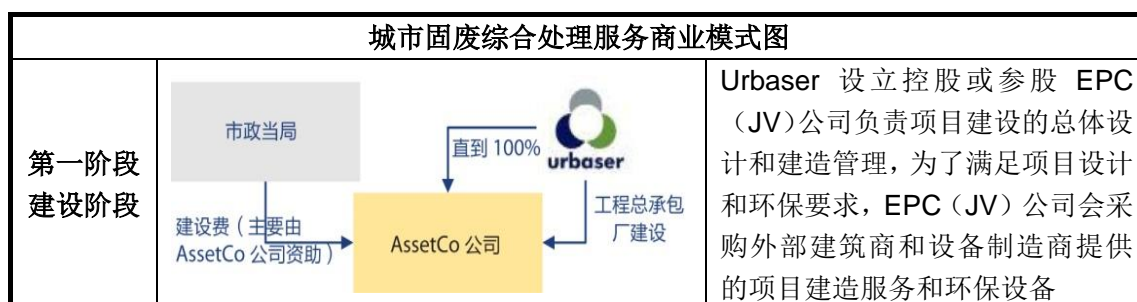 城市固废综合处理服务商业模式图
第一阶段
建设阶段
市政当局
直到 100%
urbaser
建设费（主要由
AssetCo 公司资助）
AssetCo 公司
工程总承包
厂建设
Urbaser 设立控股或参股 EPC
（JV）公司负责项目建设的总体设
计和建造管理，为了满足项目设计
和环保要求，EPC（JV）公司会采
购外部建筑商和设备制造商提供
的项目建造服务和环保设备